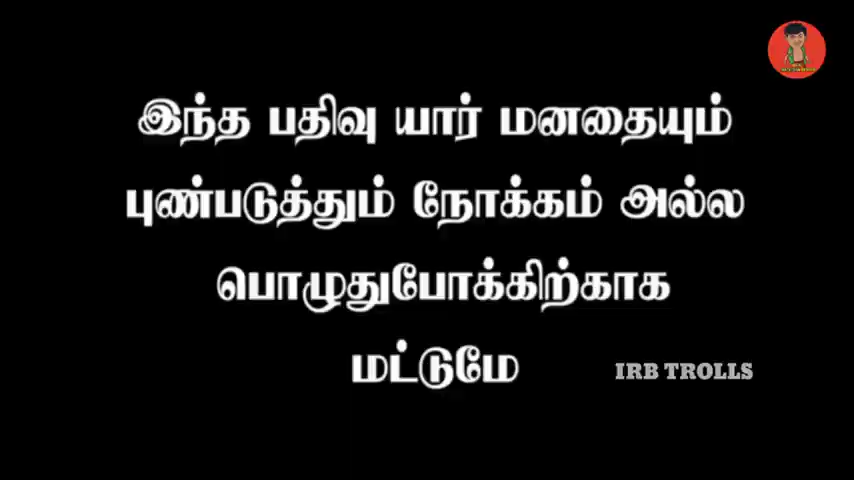 இந்த பதிவு யார் மனதையும்
புண்படுத்தும் நோக்கம் அல்ல
பொழுதுபோக்கிற்காக
மட்டுமே
IRB TROLLS